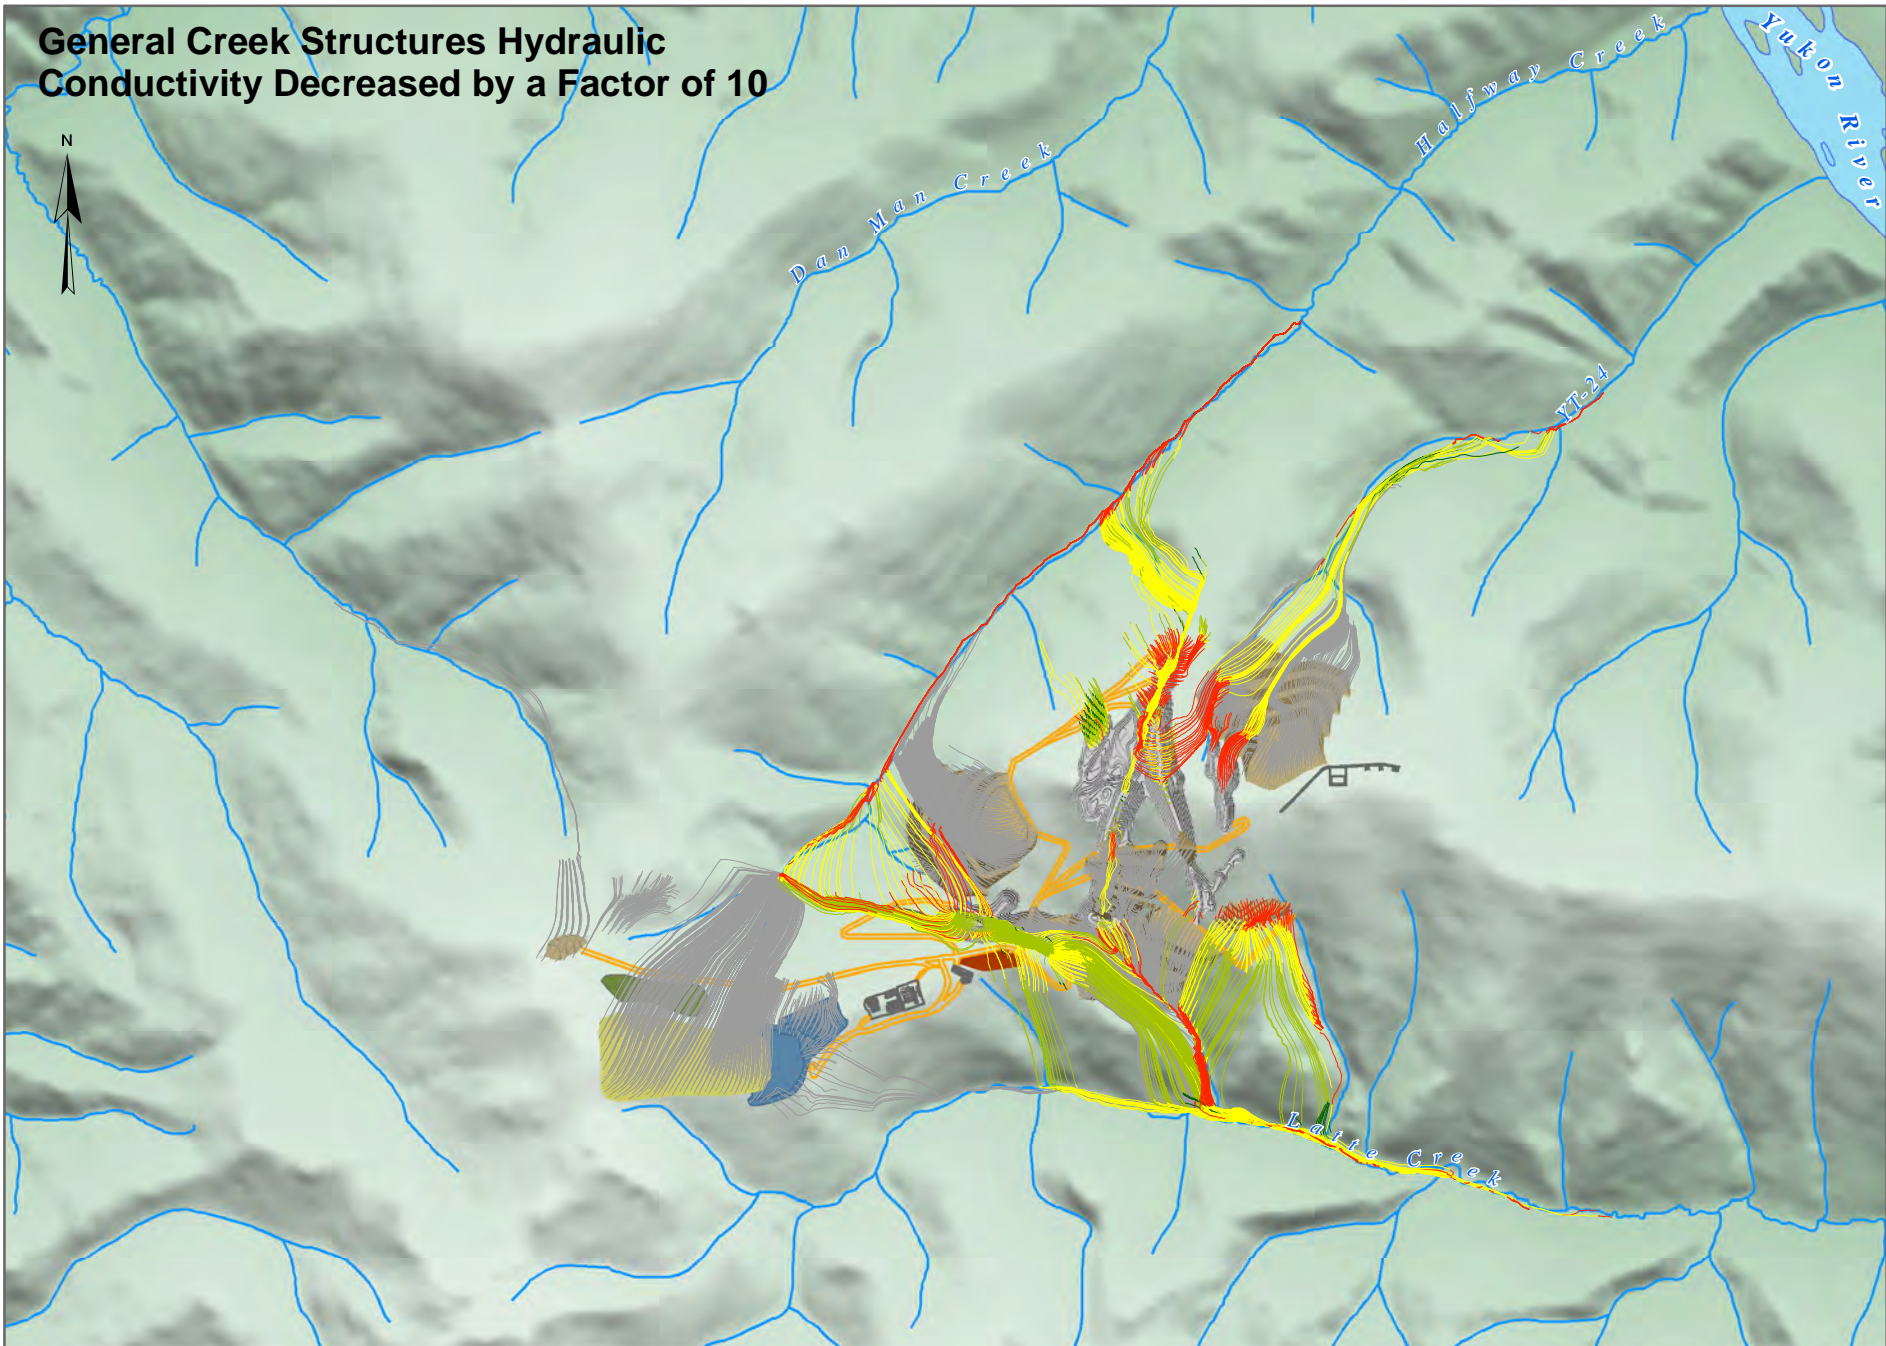 General Creek Structures Hydraulic
Conductivity Decreased by a Factor of 10
N
Yukon River
Halfway Creek
Dan Man Creek
YT-24
Latte Creek